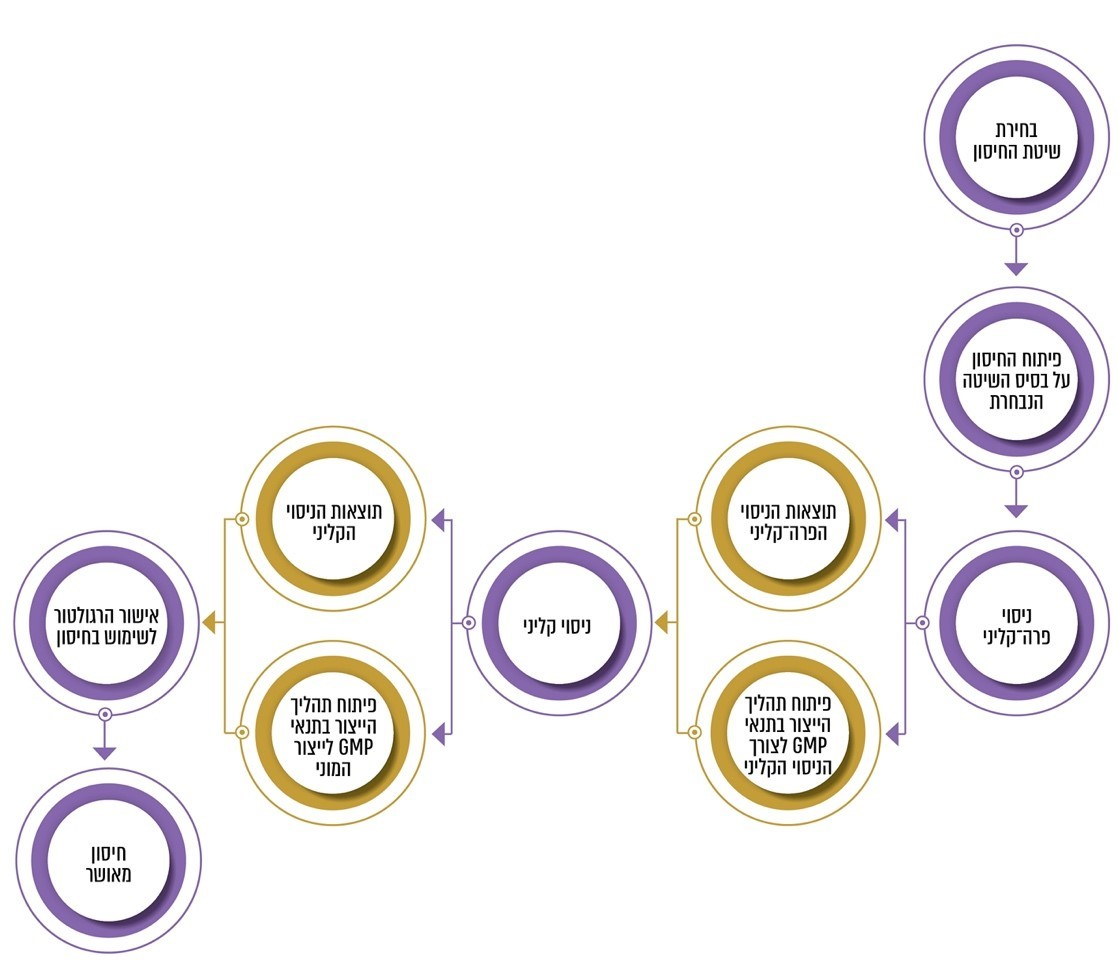 בחירת
שיטת החיסון
פיתוח החיסון
על בסיס השיטה
הנבחרת
ניסוי
פרה־קליני
תוצאות הניסוי
הפרה־קליני
פיתוח תהליך
הייצור בתנאי
GMP לצורך
הניסוי הקליני
ניסוי קליני
תוצאות הניסוי
הקליני
פיתוח תהליך
הייצור בתנאי
GMP לייצור
המוני
אישור הרגולטור
לשימוש בחיסון
חיסון
מאושר